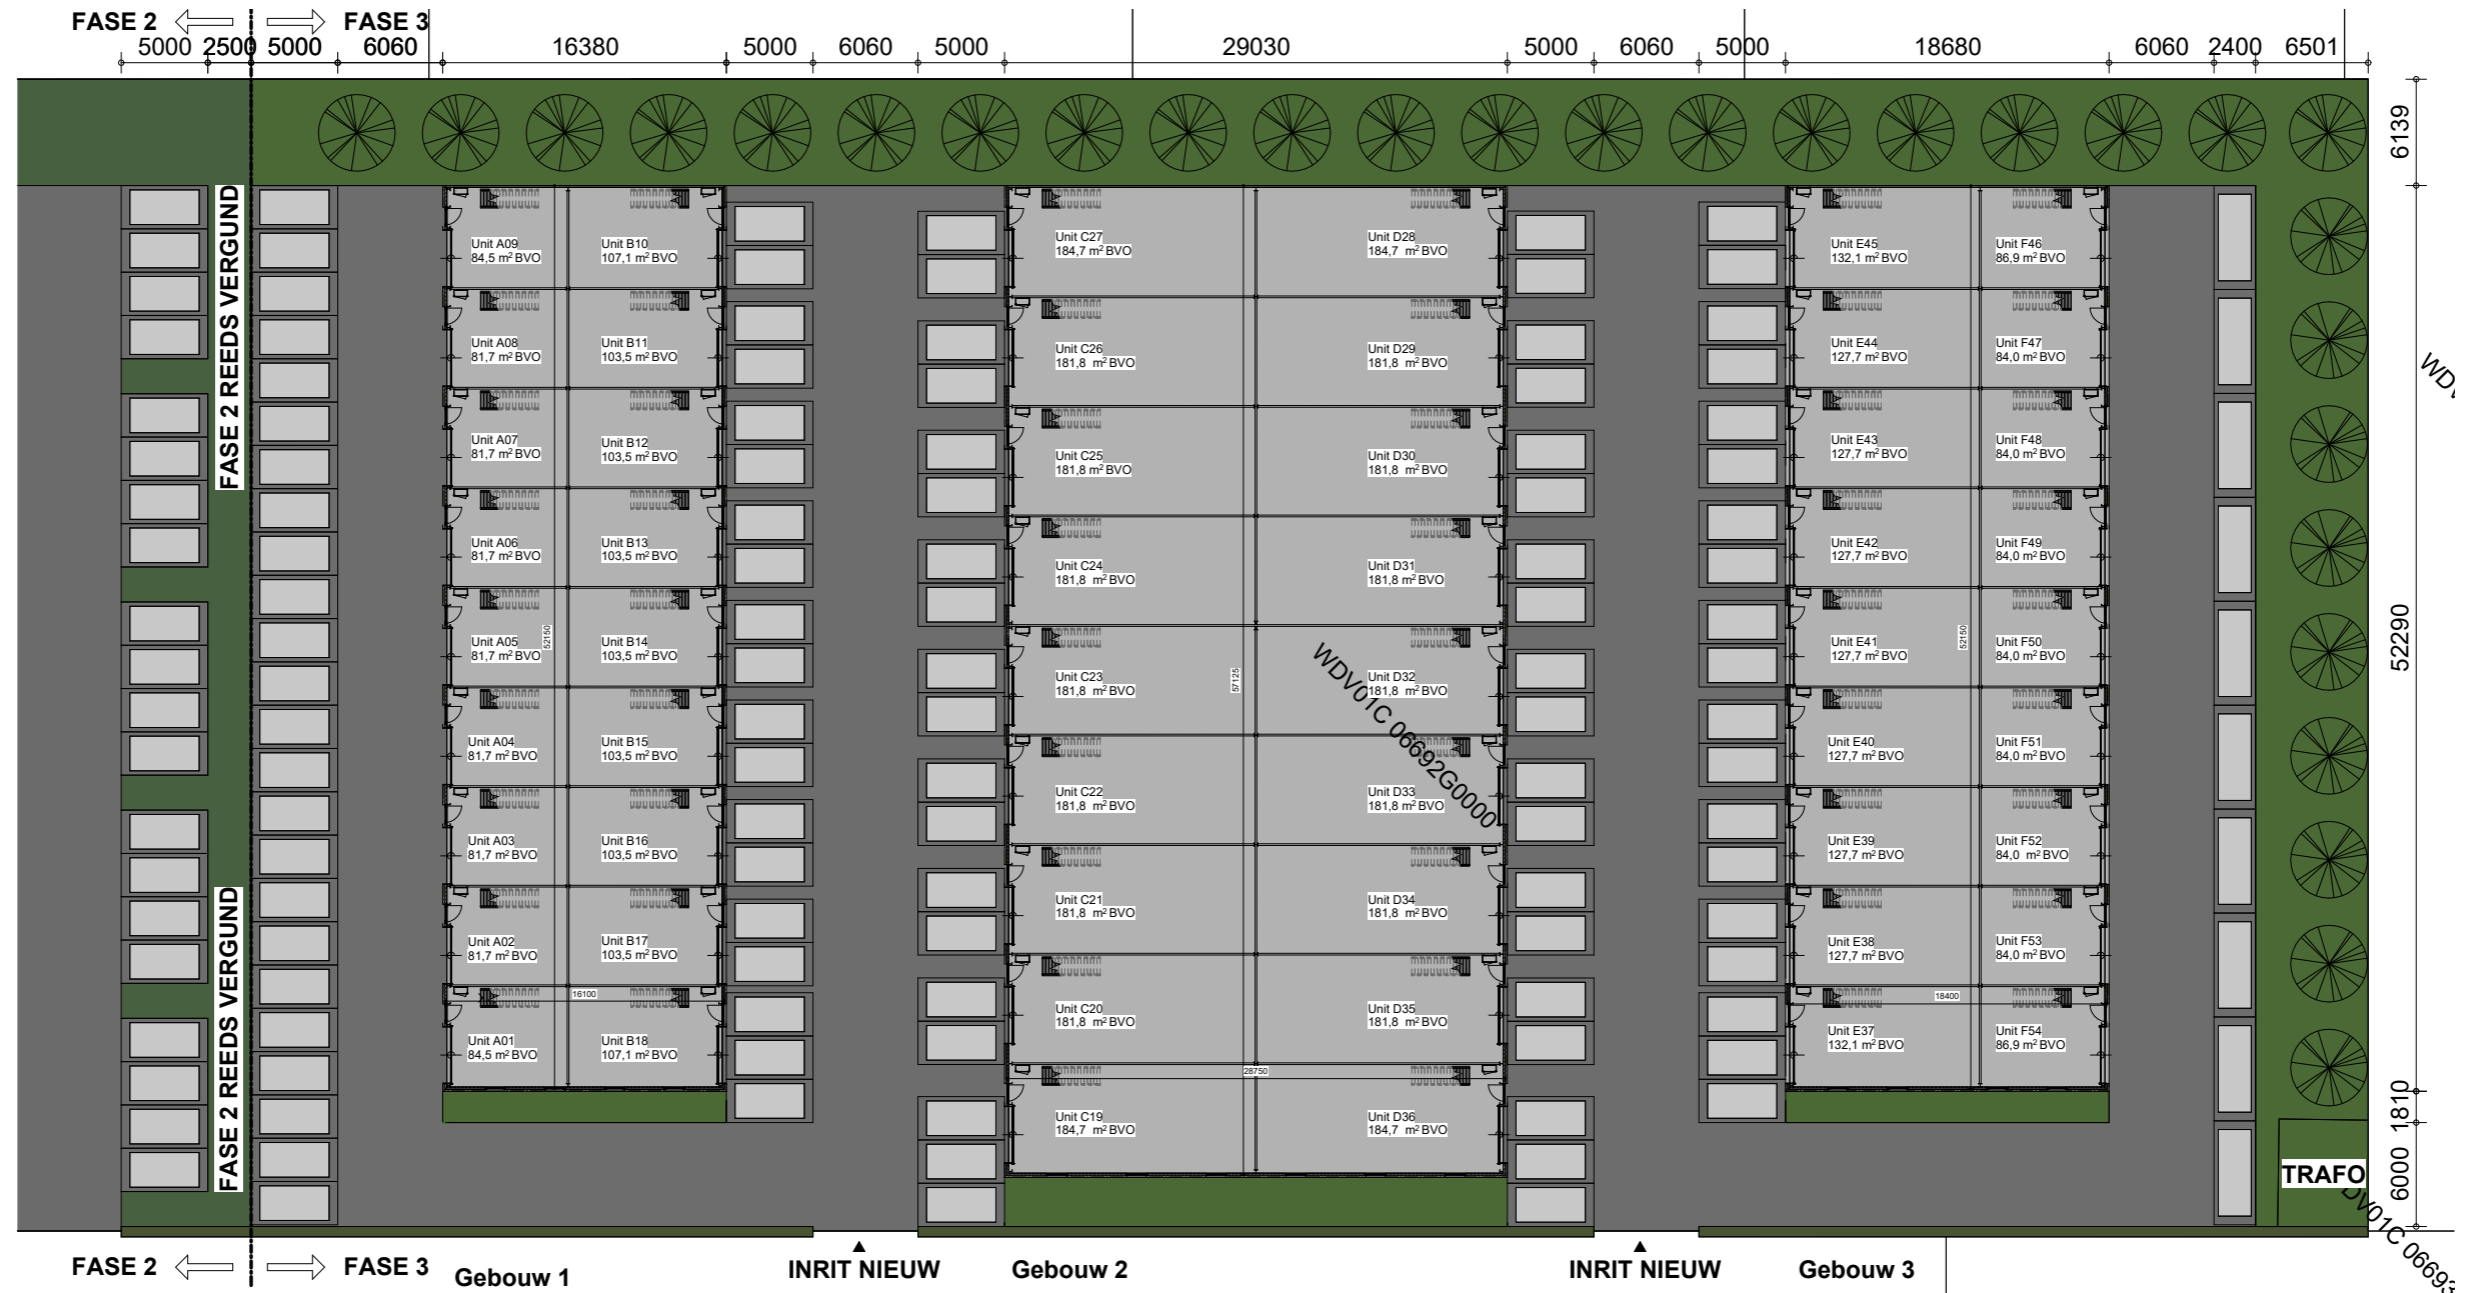 FASE 2
FASE 3
5000 2500 5000 6060 16380 5000 6060 5000 29030 5000 6060 5000 18680 6060 2400 6501
6139
52290
1810
6000
FASE 2 REEDS VERGUND
FASE 2 REEDS VERGUND
Unit A09
84,5 m² BVO
Unit B10
107,1 m² BVO
Unit A08
81,7 m² BVO
Unit B11
103,5 m² BVO
Unit A07
81,7 m² BVO
Unit B12
103,5 m² BVO
Unit A06
81,7 m² BVO
Unit B13
103,5 m² BVO
Unit A05
81,7 m² BVO
52150
Unit B14
103,5 m² BVO
Unit A04
81,7 m² BVO
Unit B15
103,5 m² BVO
Unit A03
81,7 m² BVO
Unit B16
103,5 m² BVO
Unit A02
81,7 m² BVO
Unit B17
103,5 m² BVO
16100
Unit A01
84,5 m² BVO
Unit B18
107,1 m² BVO
Unit C27
184,7 m² BVO
Unit D28
184,7 m² BVO
Unit C26
181,8 m² BVO
Unit D29
181,8 m² BVO
Unit C25
181,8 m² BVO
Unit D30
181,8 m² BVO
Unit C24
181,8 m² BVO
Unit D31
181,8 m² BVO
Unit C23
181,8 m² BVO
57125
Unit D32
181,8 m² BVO
WDV01C 06692G0000
Unit C22
181,8 m² BVO
Unit D33
181,8 m² BVO
Unit C21
181,8 m² BVO
Unit D34
181,8 m² BVO
Unit C20
181,8 m² BVO
Unit D35
181,8 m² BVO
28750
Unit C19
184,7 m² BVO
Unit D36
184,7 m² BVO
Unit E45
132,1 m² BVO
Unit F46
86,9 m² BVO
Unit E44
127,7 m² BVO
Unit F47
84,0 m² BVO
Unit E43
127,7 m² BVO
Unit F48
84,0 m² BVO
Unit E42
127,7 m² BVO
Unit F49
84,0 m² BVO
Unit E41
127,7 m² BVO
52150
Unit F50
84,0 m² BVO
Unit E40
127,7 m² BVO
Unit F51
84,0 m² BVO
Unit E39
127,7 m² BVO
Unit F52
84,0 m² BVO
Unit E38
127,7 m² BVO
Unit F53
84,0 m² BVO
18400
Unit E37
132,1 m² BVO
Unit F54
86,9 m² BVO
TRAFO
FASE 2
FASE 3
Gebouw 1
INRIT NIEUW
Gebouw 2
INRIT NIEUW
Gebouw 3